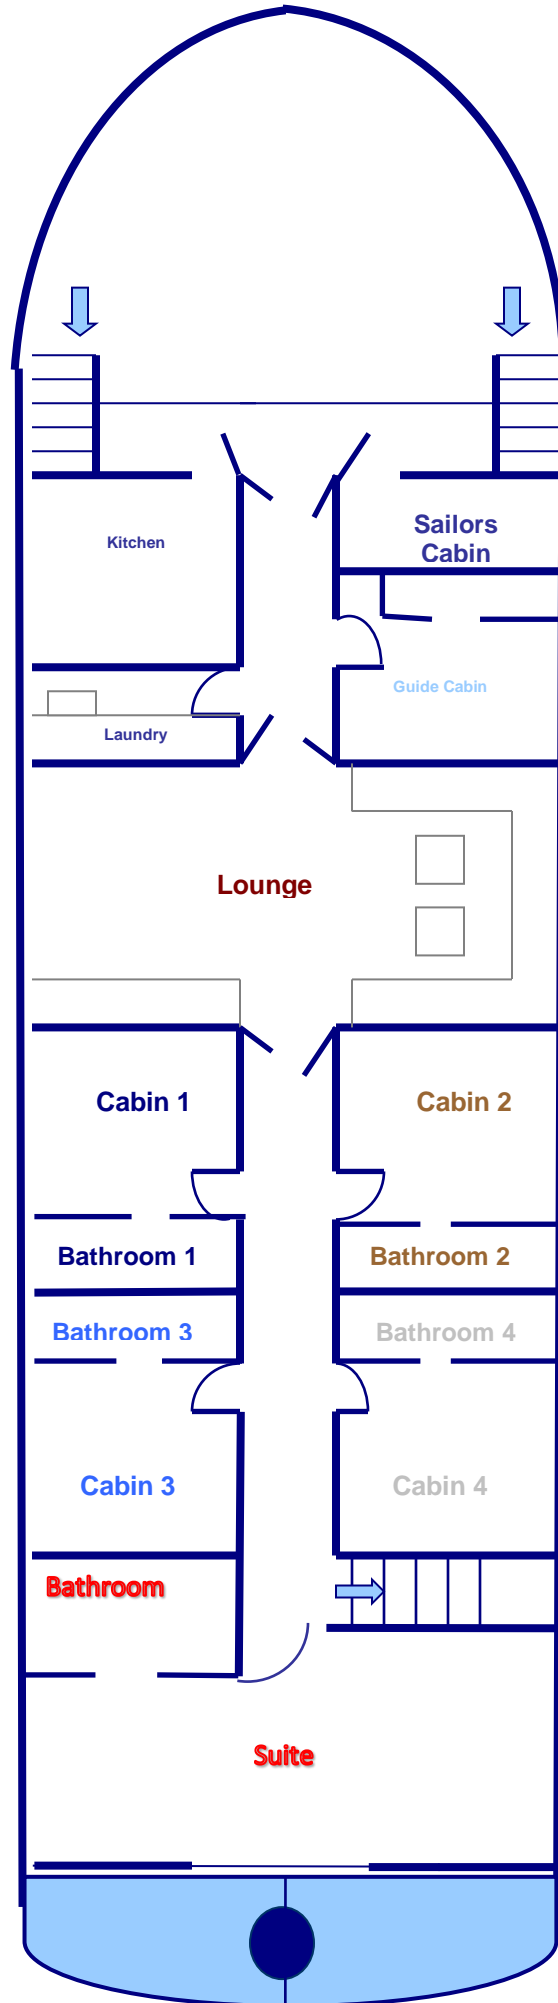 Sailors
Cabin
Kitchen
Guide Cabin
Laundry
Lounge
Cabin 1
Cabin 2
Bathroom 1
Bathroom 2
Bathroom 3
Bathroom 4
Cabin 3
Cabin 4
Bathroom
Suite